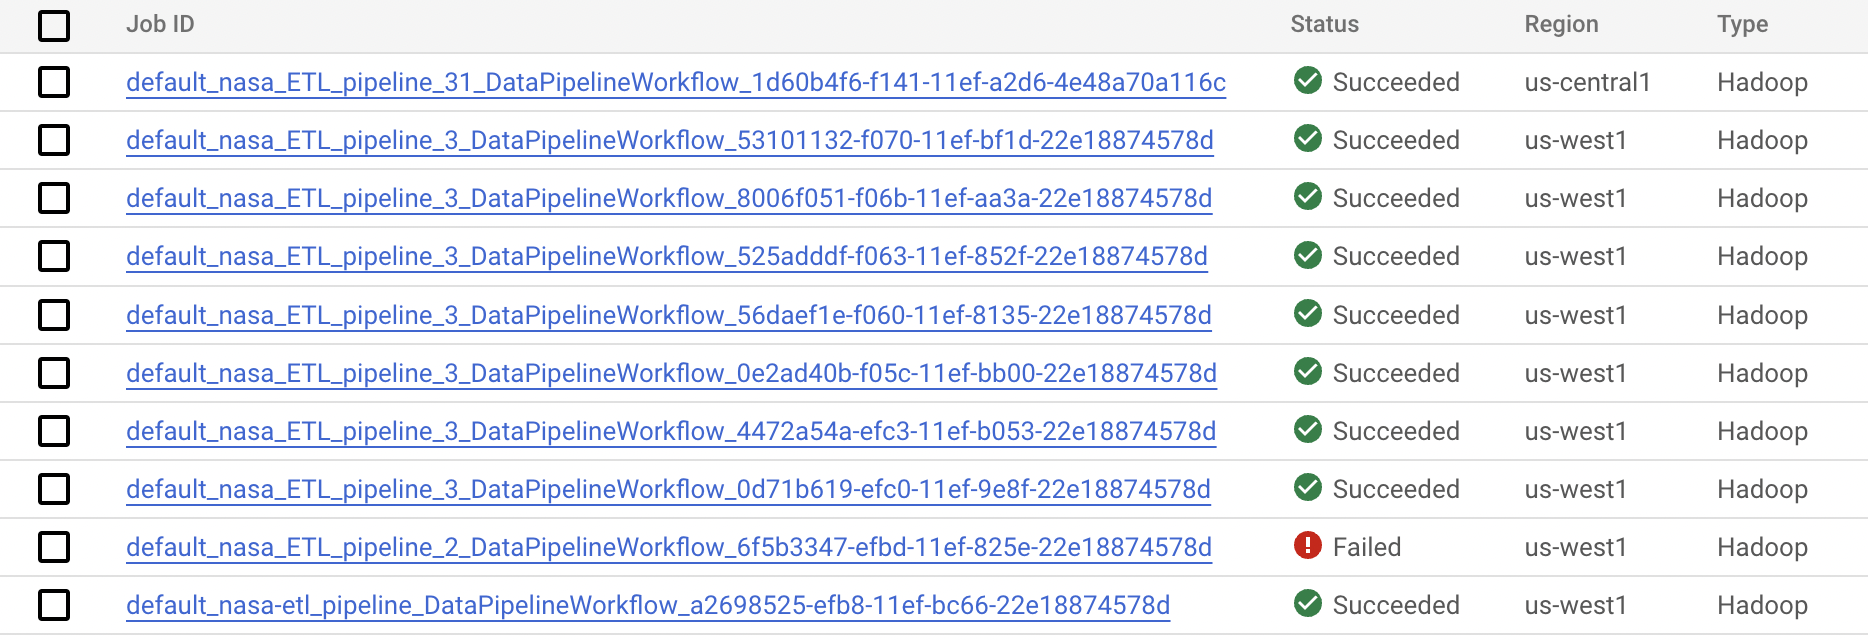 Job ID Status Region Type
default_nasa_ETL_pipeline_31_DataPipelineWorkflow_1d60b4f6-f141-11ef-a2d6-4e48a70a116c Succeeded us-central1 Hadoop
default_nasa_ETL_pipeline_3_DataPipelineWorkflow_53101132-f070-11ef-bf1d-22e18874578d Succeeded us-west1 Hadoop
default_nasa_ETL_pipeline_3_DataPipelineWorkflow_8006f051-f06b-11ef-aa3a-22e18874578d Succeeded us-west1 Hadoop
default_nasa_ETL_pipeline_3_DataPipelineWorkflow_525adddf-f063-11ef-852f-22e18874578d Succeeded us-west1 Hadoop
default_nasa_ETL_pipeline_3_DataPipelineWorkflow_56daef1e-f060-11ef-8135-22e18874578d Succeeded us-west1 Hadoop
default_nasa_ETL_pipeline_3_DataPipelineWorkflow_0e2ad40b-f05c-11ef-bb00-22e18874578d Succeeded us-west1 Hadoop
default_nasa_ETL_pipeline_3_DataPipelineWorkflow_4472a54a-efc3-11ef-b053-22e18874578d Succeeded us-west1 Hadoop
default_nasa_ETL_pipeline_3_DataPipelineWorkflow_0d71b619-efc0-11ef-9e8f-22e18874578d Succeeded us-west1 Hadoop
default_nasa_ETL_pipeline_2_DataPipelineWorkflow_6f5b3347-efbd-11ef-825e-22e18874578d Failed us-west1 Hadoop
default_nasa-etl_pipeline_DataPipelineWorkflow_a2698525-efb8-11ef-bc66-22e18874578d Succeeded us-west1 Hadoop